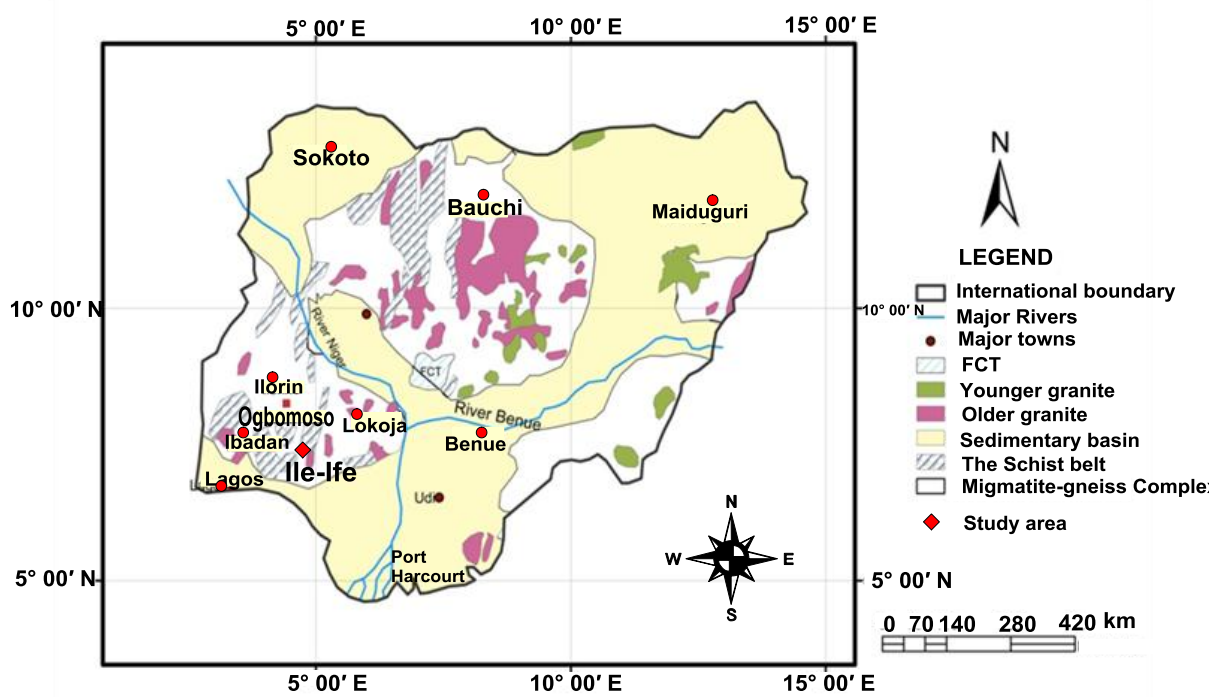 5° 00′ E
10° 00′ E
15° 00′ E
Sokoto
Bauchi
Maiduguri
N
LEGEND
International boundary
Major Rivers
Major towns
FCT
Younger granite
Older granite
Sedimentary basin
The Schist belt
Migmatite-gneiss Comple
Study area
10° 00′ N
10° 00′ N
River Niger
FCT
Ilorin
Ogbomoso
Lokoja
River Benue
Ibadan
Benue
Ile-Ife
Lagos
Udi
Port
Harcourt
N
W
E
S
5° 00′ N
5° 00′ N
0 70 140 280 420 km
5° 00′ E
10° 00′ E
15° 00′ E